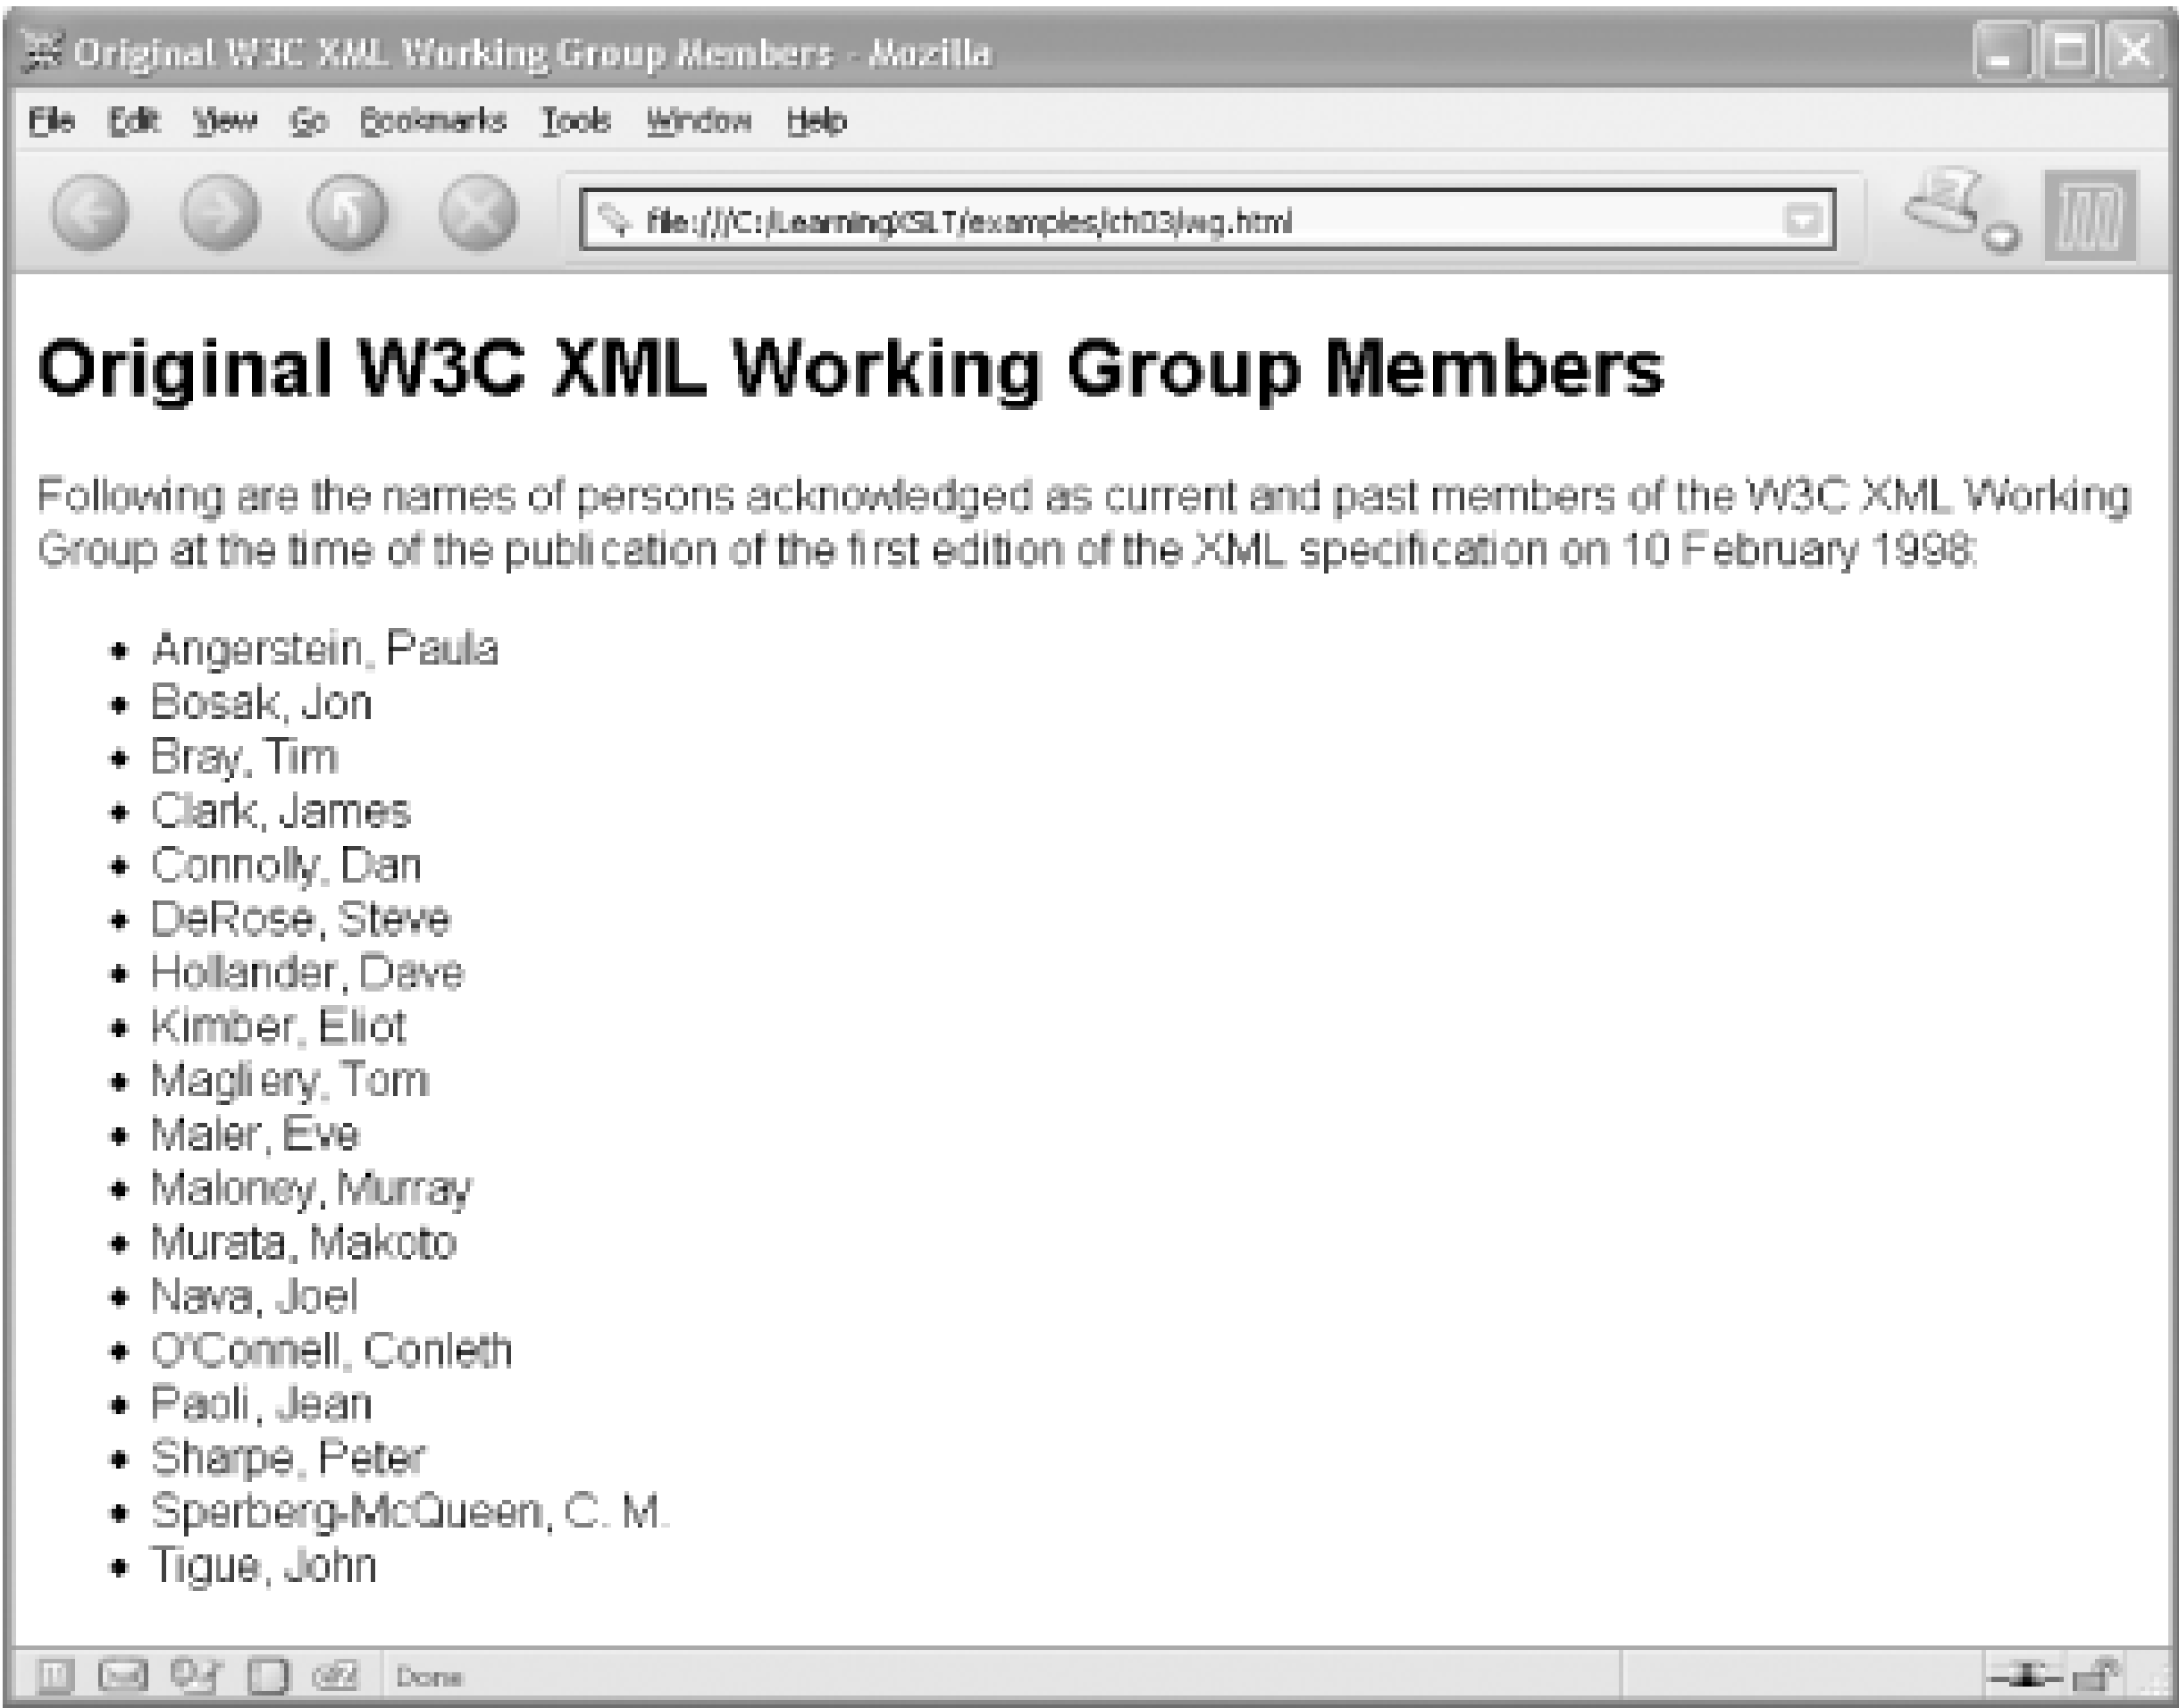 Original W3C XML Working Group Members - Mozilla
File Edit View Go Bookmarks Tools Window Help
file:///C:/LearningXSLT/examples/ch03/wg.html
Original W3C XML Working Group Members
Following are the names of persons acknowledged as current and past members of the W3C XML Working
Group at the time of the publication of the first edition of the XML specification on 10 February 1998:
Angerstein, Paula
Bosak, Jon
Bray, Tim
Clark, James
Connolly, Dan
DeRose, Steve
Hollander, Dave
Kimber, Eliot
Magliery, Tom
Maler, Eve
Maloney, Murray
Murata, Makoto
Nava, Joel
O'Connell, Conleth
Paoli, Jean
Sharpe, Peter
Sperberg-McQueen, C. M.
Tigue, John
Done